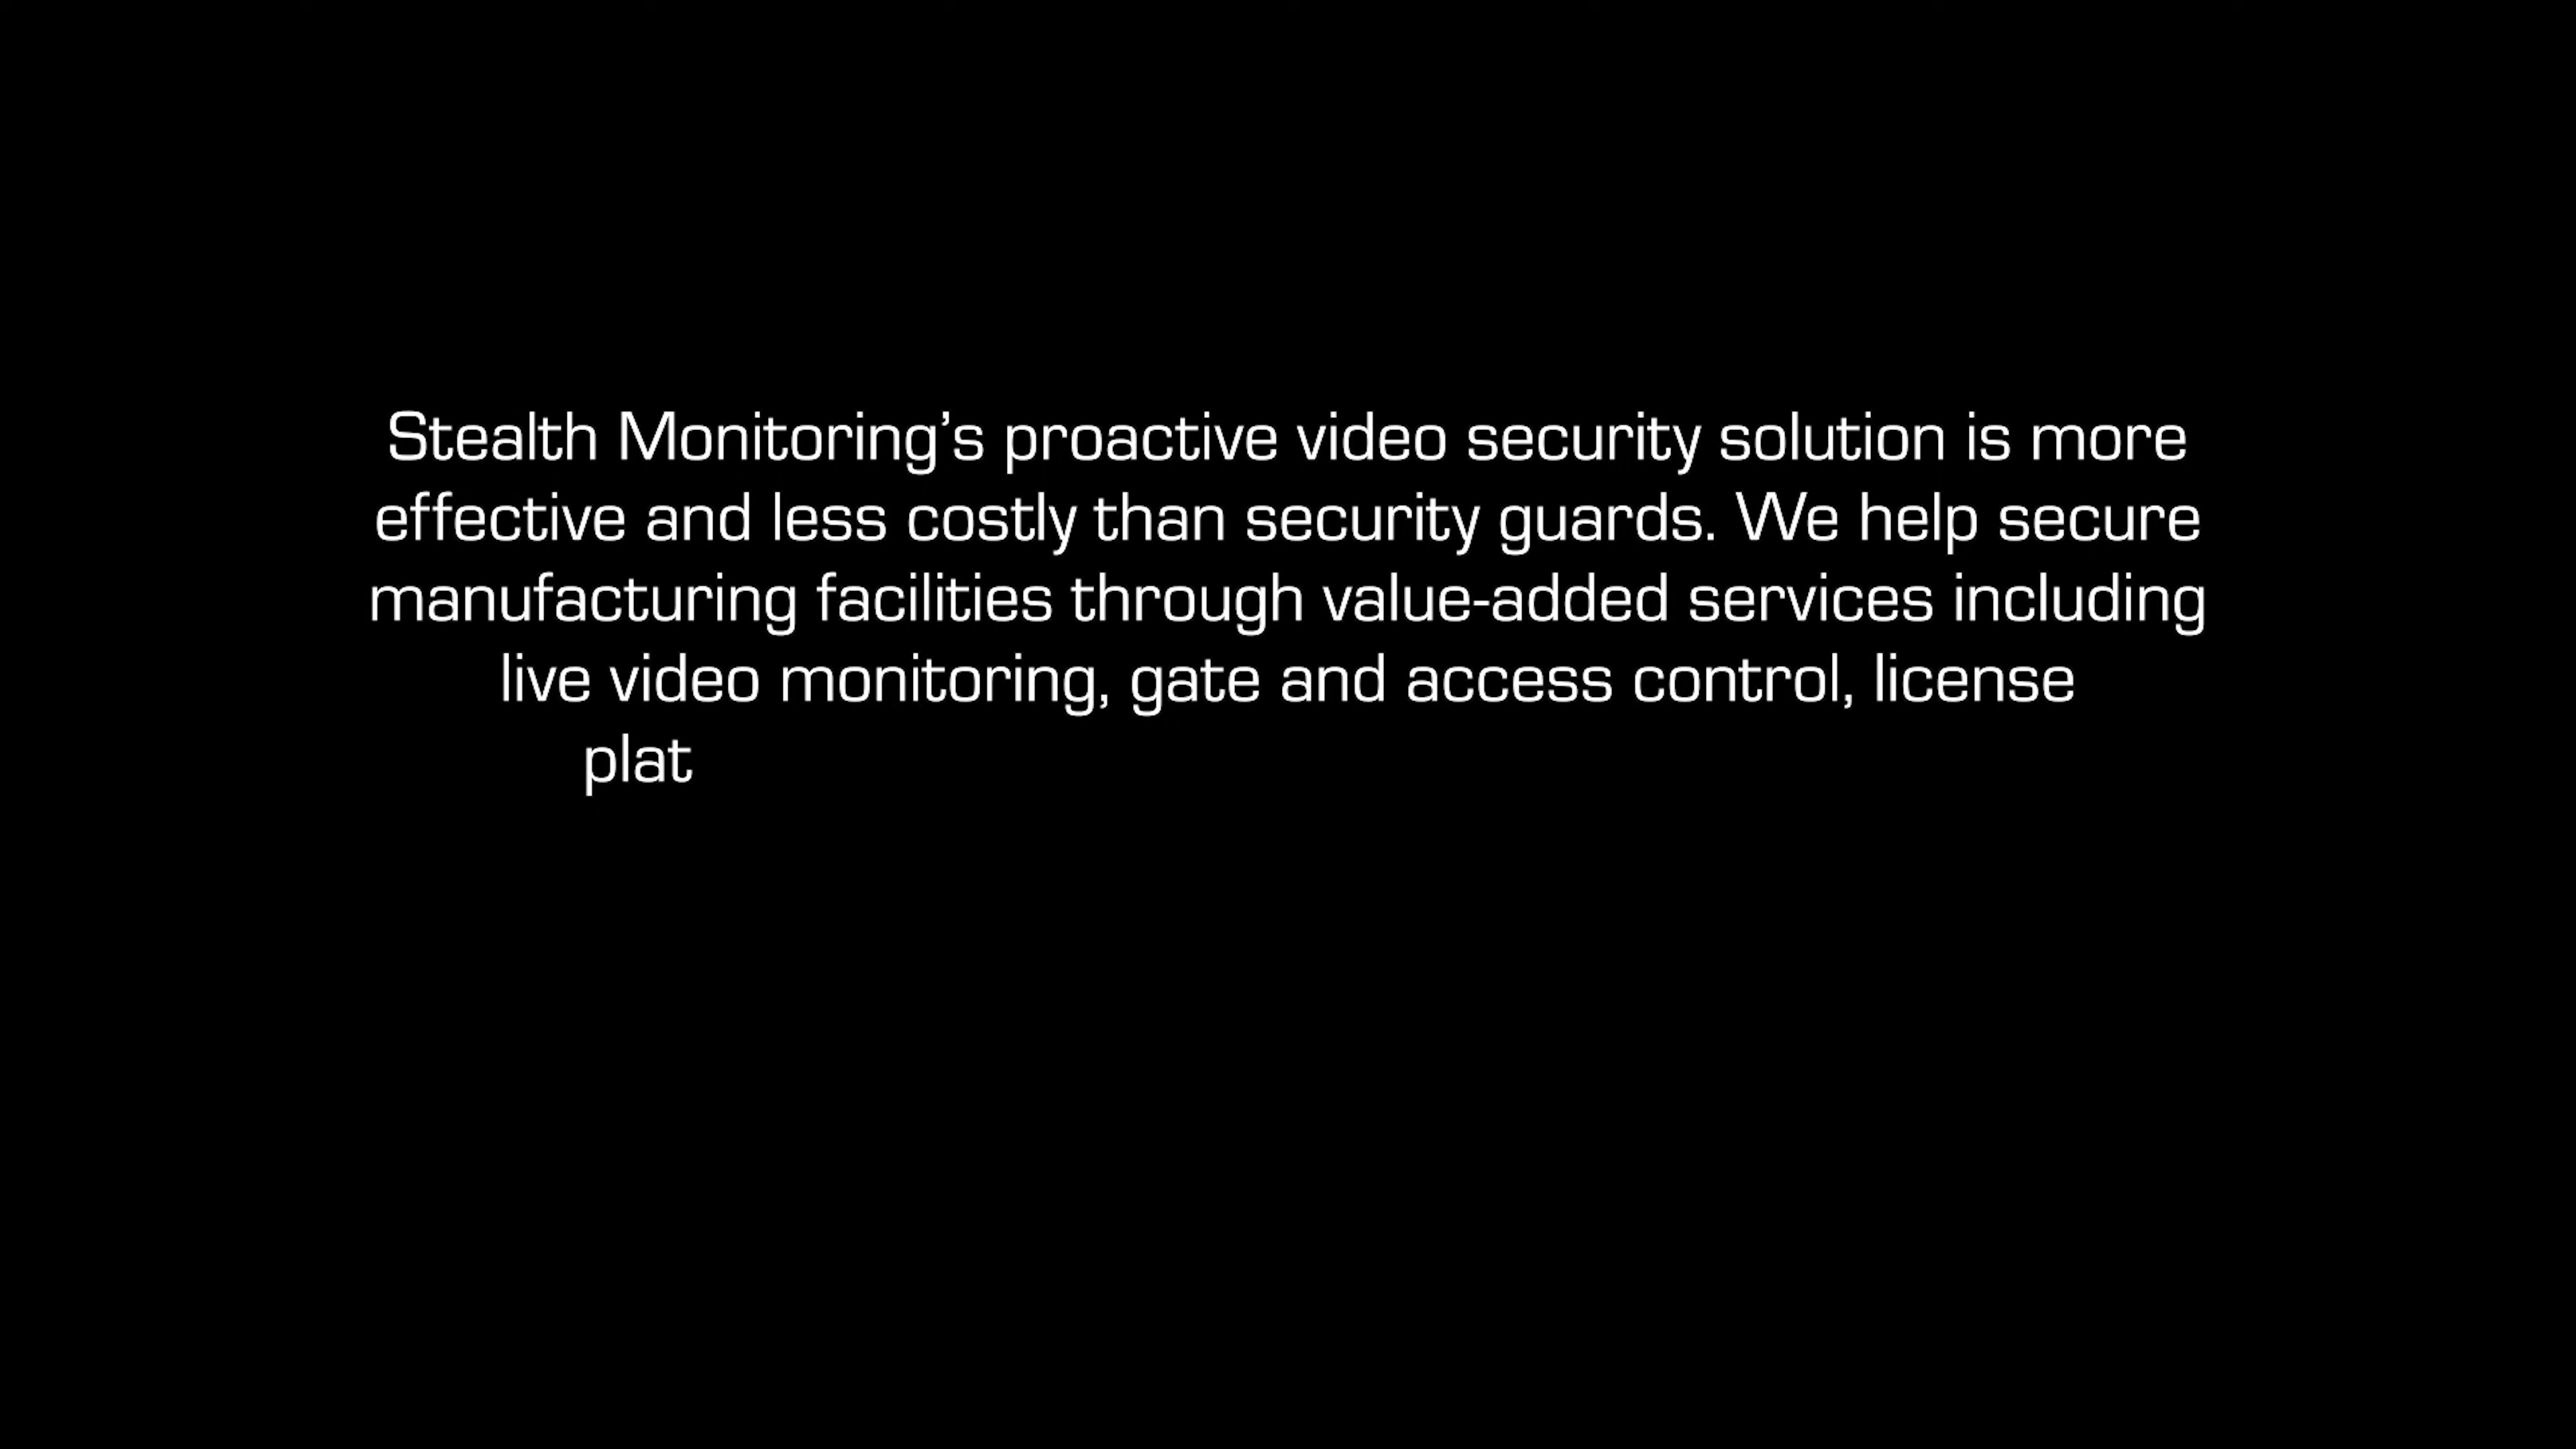 Stealth Monitoring’s proactive video security solution is more
effective and less costly than security guards. We help secure
manufacturing facilities through value-added services including
live video monitoring, gate and access control, license
plat